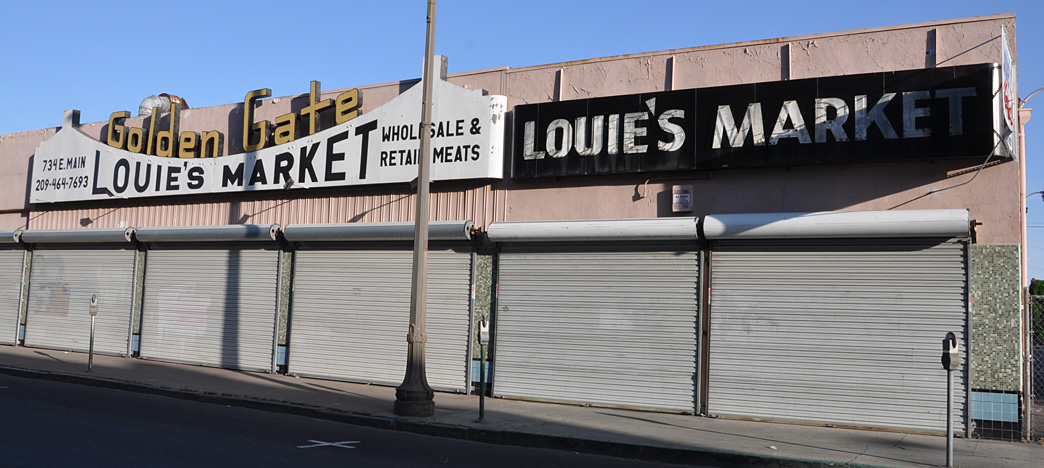 Golden Gate
734 E. MAIN
209-464-7693
LOUIE'S MARKET
WHOLESALE &
RETAIL MEATS
LOUIE'S MARKET